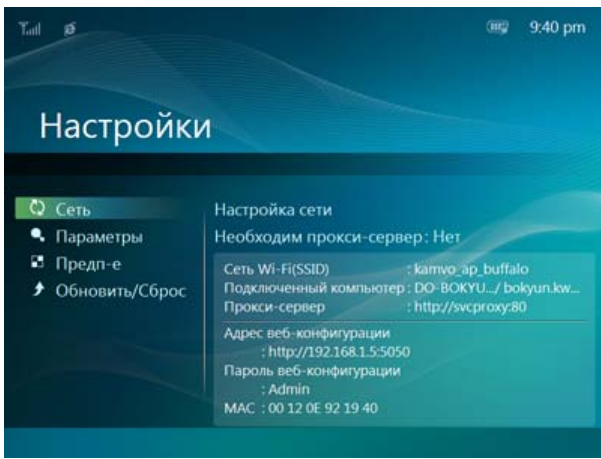 9:40 pm
Настройки
Сеть
Параметры
Предп-е
Обновить/Сброс
Настройка сети
Необходим прокси-сервер: Нет
Сеть Wi-Fi(SSID) : kamvo_ap_buffalo
Подключенный компьютер : DO-BOKYU.../ bokyun.kw...
Прокси-сервер : http://svcproxy:80
Адрес веб-конфигурации
: http://192.168.1.5:5050
Пароль веб-конфигурации
: Admin
MAC : 00 12 0E 92 19 40